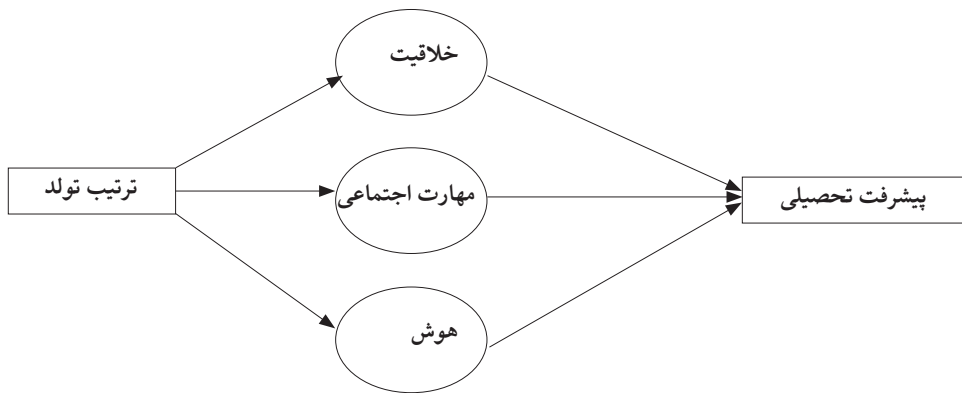 خلاقیت
ترتیب تولد
مهارت اجتماعی
پیشرفت تحصیلی
هوش